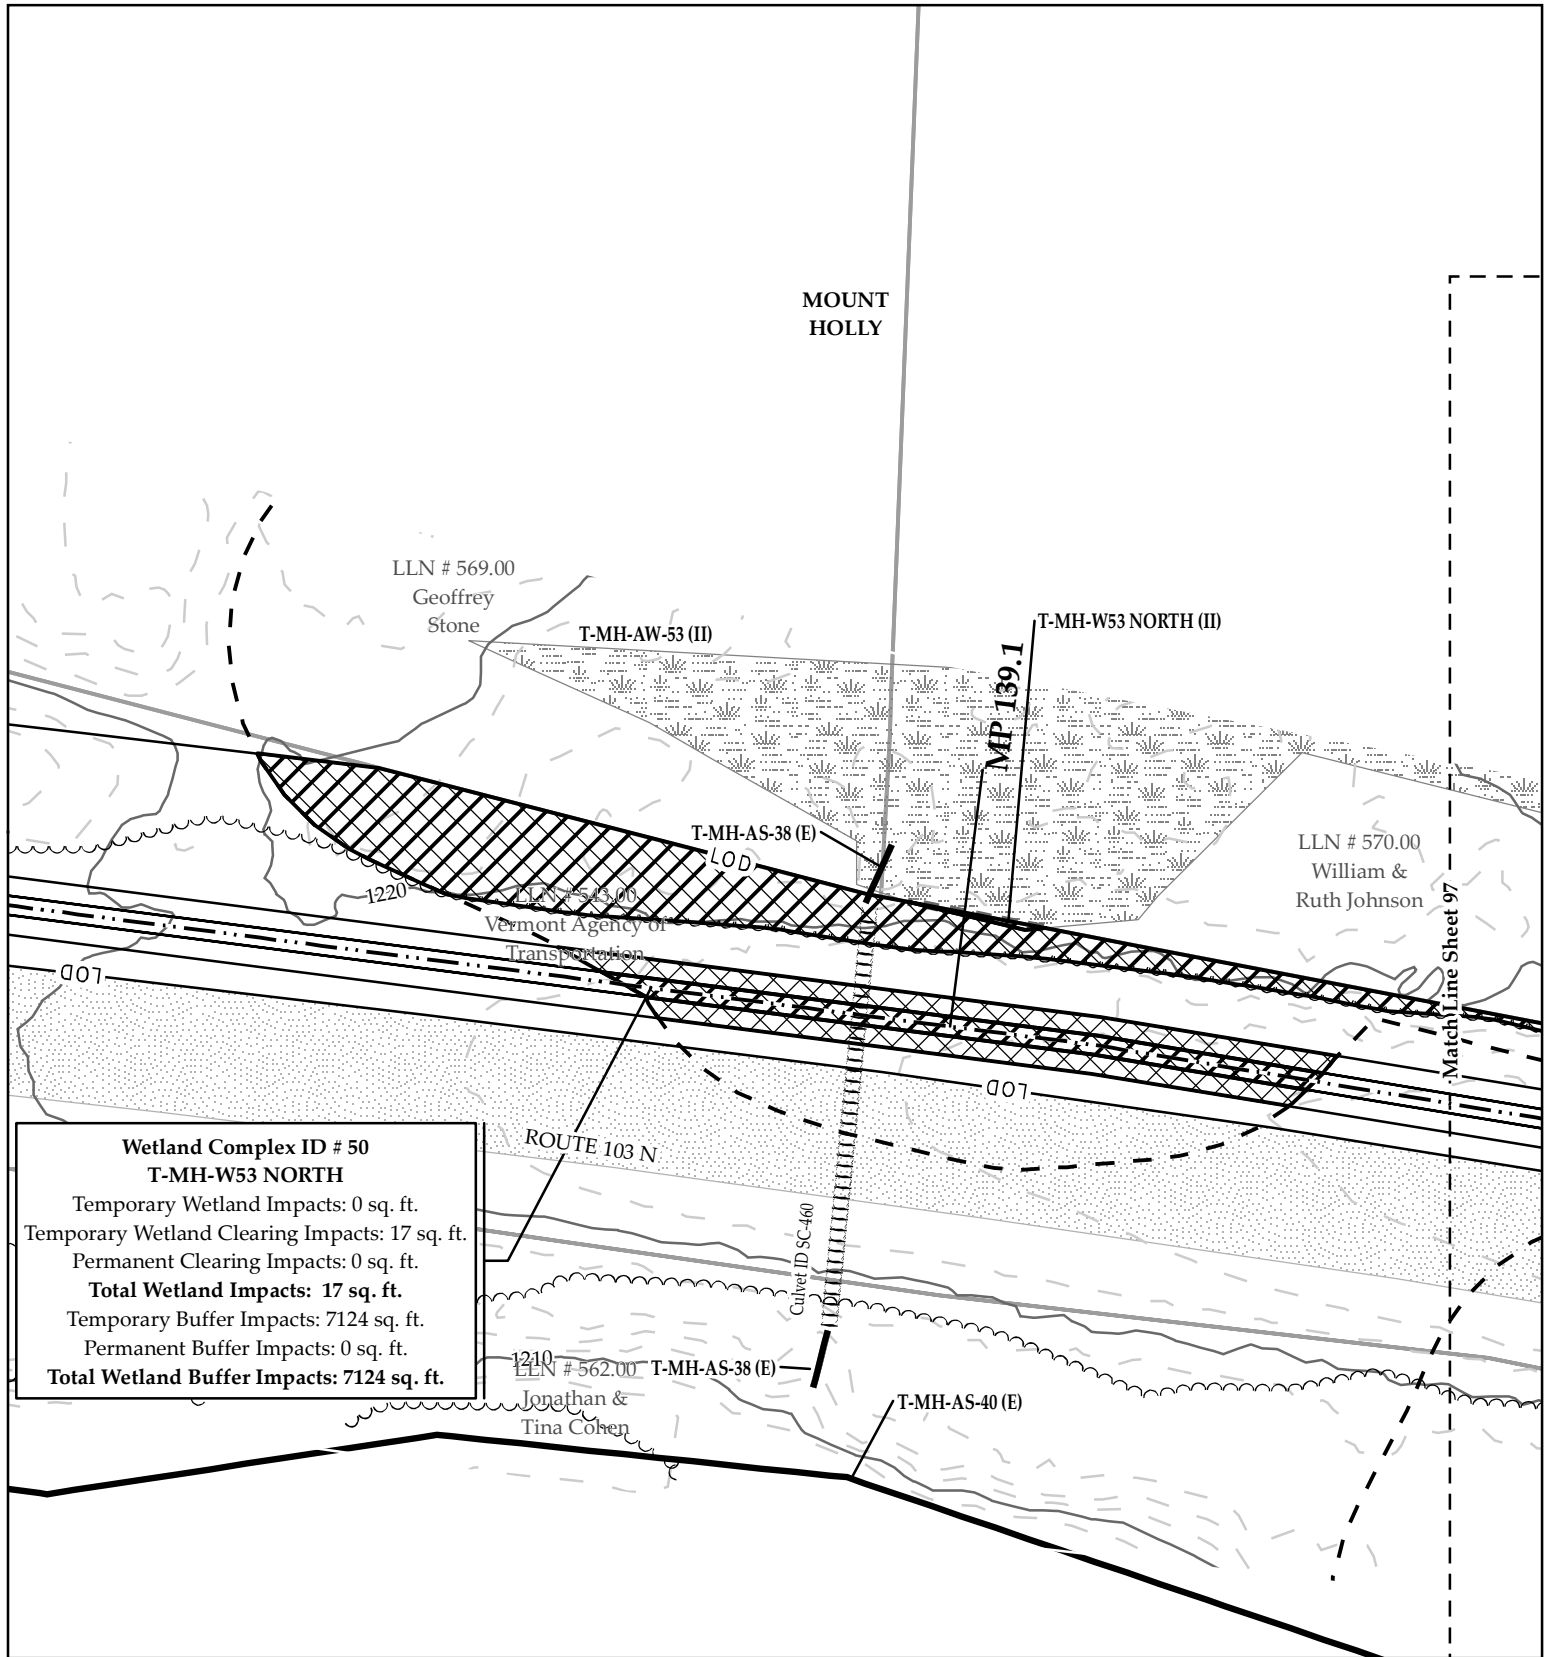 MOUNT
HOLLY
LLN # 569.00
Geoffrey
Stone
T-MH-AW-53 (II)
T-MH-W53 NORTH (II)
MP 139.1
T-MH-AS-38 (E)
LOD
LLN # 570.00
William &
Ruth Johnson
1220
LLN # 543.00
Vermont Agency of
Transportation
LOD
LOD
Match Line Sheet 97
ROUTE 103 N
Culvet ID SC-460
Wetland Complex ID # 50
T-MH-W53 NORTH
Temporary Wetland Impacts: 0 sq. ft.
Temporary Wetland Clearing Impacts: 17 sq. ft.
Permanent Clearing Impacts: 0 sq. ft.
Total Wetland Impacts: 17 sq. ft.
Temporary Buffer Impacts: 7124 sq. ft.
Permanent Buffer Impacts: 0 sq. ft.
Total Wetland Buffer Impacts: 7124 sq. ft.
1210
LLN # 562.00
Jonathan &
Tina Cohen
T-MH-AS-38 (E)
T-MH-AS-40 (E)